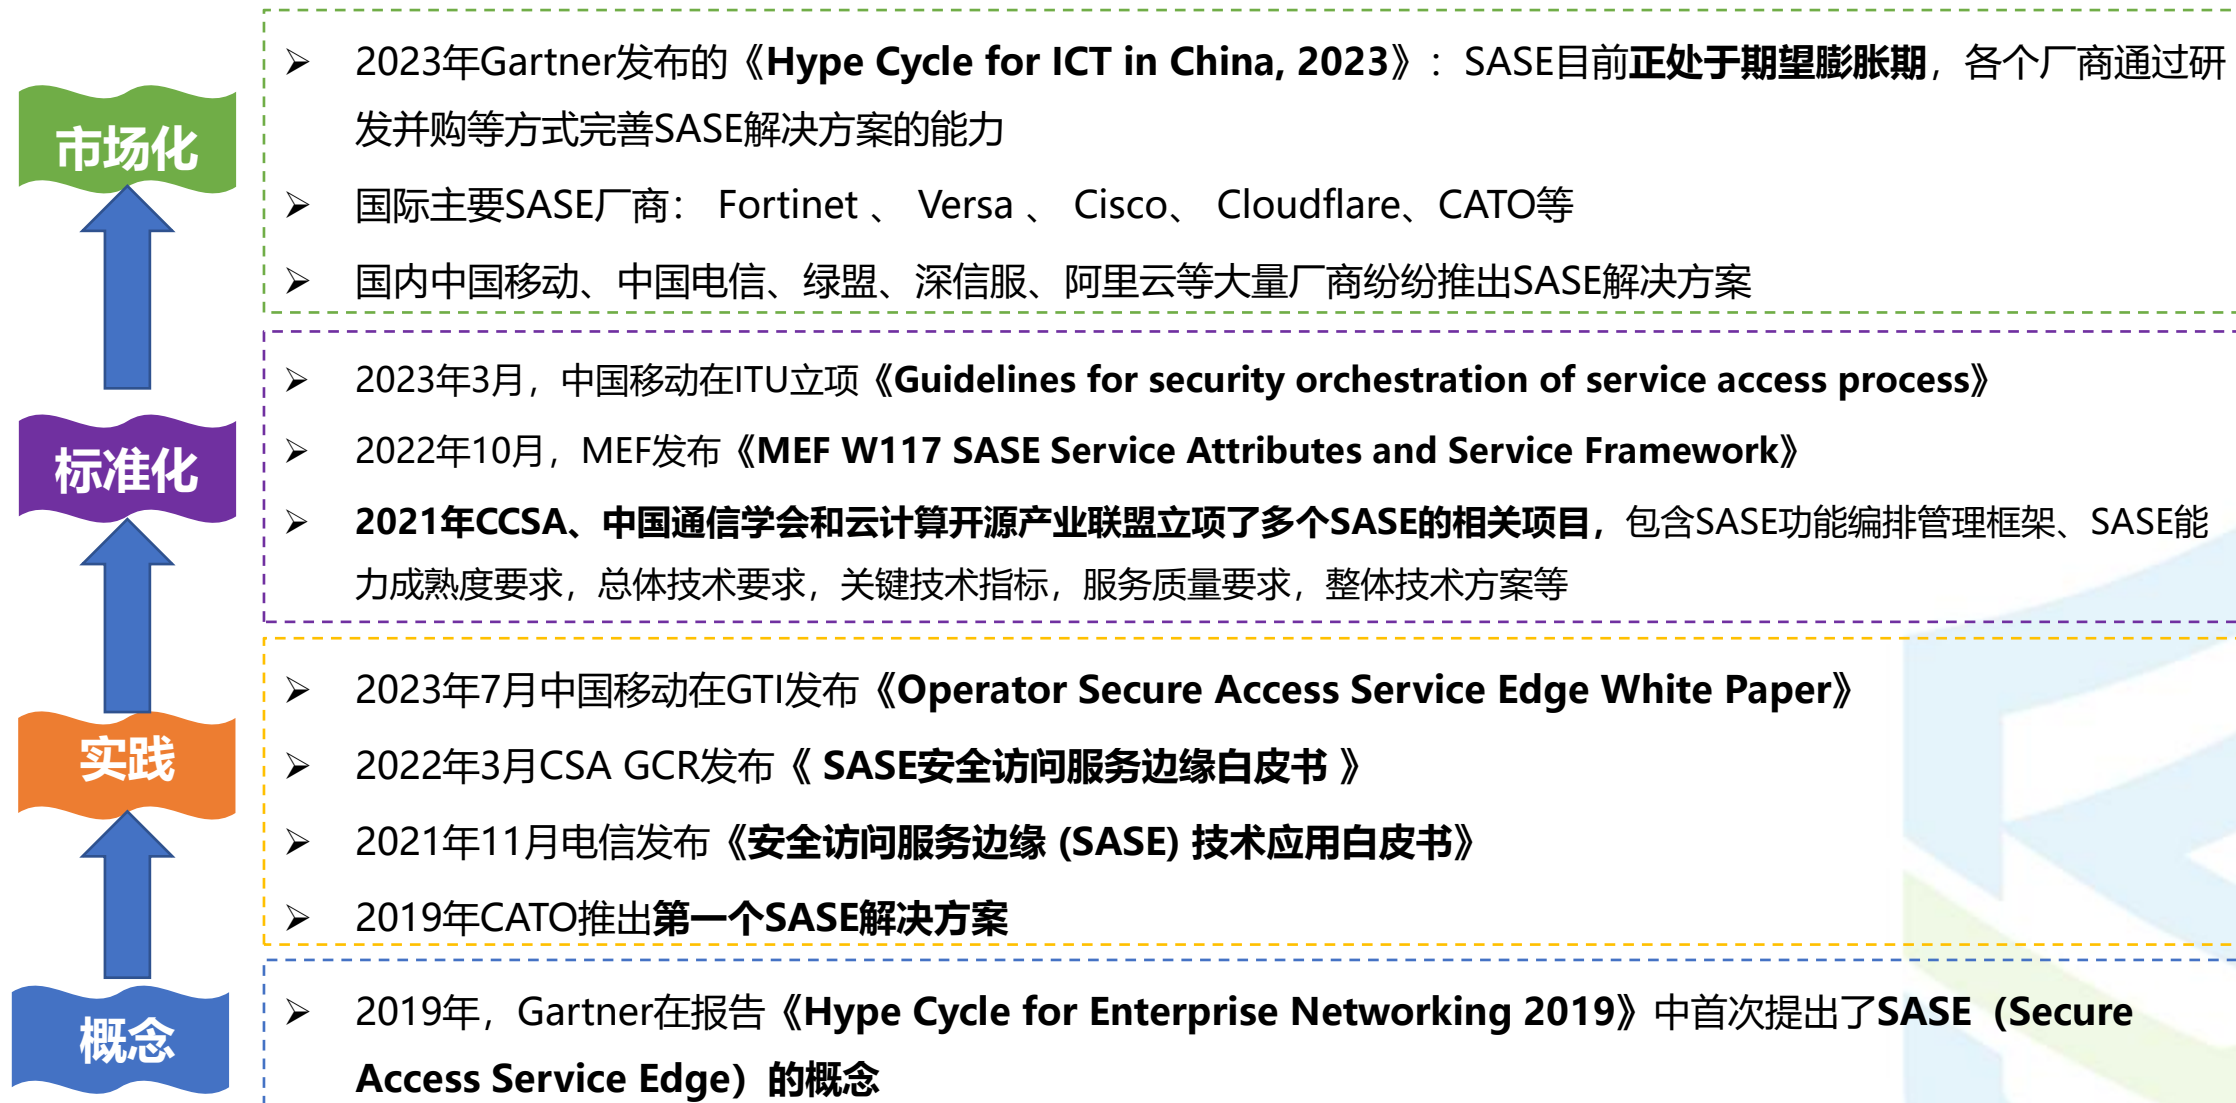 市场化
➢ 2023年Gartner发布的《Hype Cycle for ICT in China, 2023》：SASE目前正处于期望膨胀期，各个厂商通过研
发并购等方式完善SASE解决方案的能力
➢ 国际主要SASE厂商： Fortinet 、 Versa 、 Cisco、 Cloudflare、CATO等
➢ 国内中国移动、中国电信、绿盟、深信服、阿里云等大量厂商纷纷推出SASE解决方案
标准化
➢ 2023年3月，中国移动在ITU立项《Guidelines for security orchestration of service access process》
➢ 2022年10月，MEF发布《MEF W117 SASE Service Attributes and Service Framework》
➢ 2021年CCSA、中国通信学会和云计算开源产业联盟立项了多个SASE的相关项目，包含SASE功能编排管理框架、SASE能
力成熟度要求，总体技术要求，关键技术指标，服务质量要求，整体技术方案等
实践
➢ 2023年7月中国移动在GTI发布《Operator Secure Access Service Edge White Paper》
➢ 2022年3月CSA GCR发布《 SASE安全访问服务边缘白皮书 》
➢ 2021年11月电信发布《安全访问服务边缘 (SASE) 技术应用白皮书》
➢ 2019年CATO推出第一个SASE解决方案
概念
➢ 2019年，Gartner在报告《Hype Cycle for Enterprise Networking 2019》中首次提出了SASE（Secure
Access Service Edge）的概念